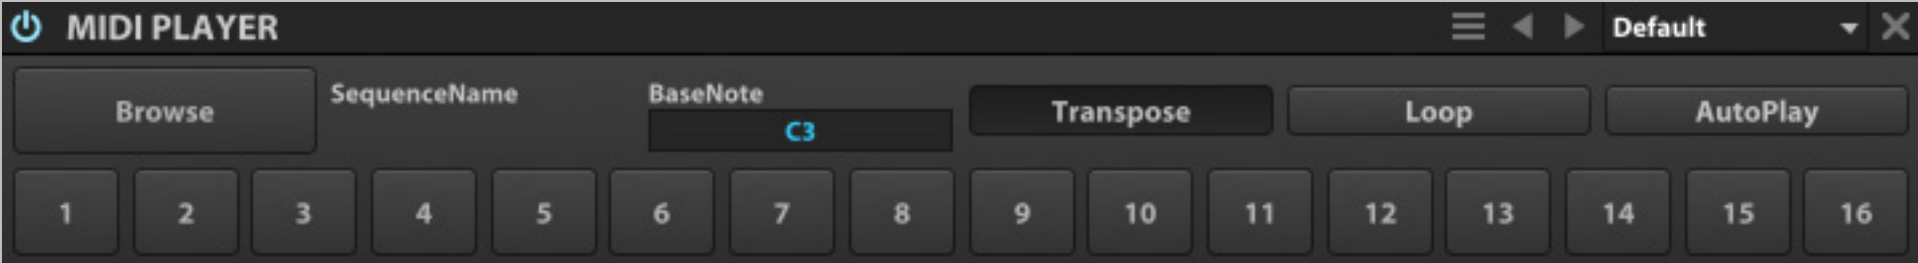 MIDI PLAYER Default
Browse SequenceName BaseNote Transpose Loop AutoPlay
C3
1 2 3 4 5 6 7 8 9 10 11 12 13 14 15 16